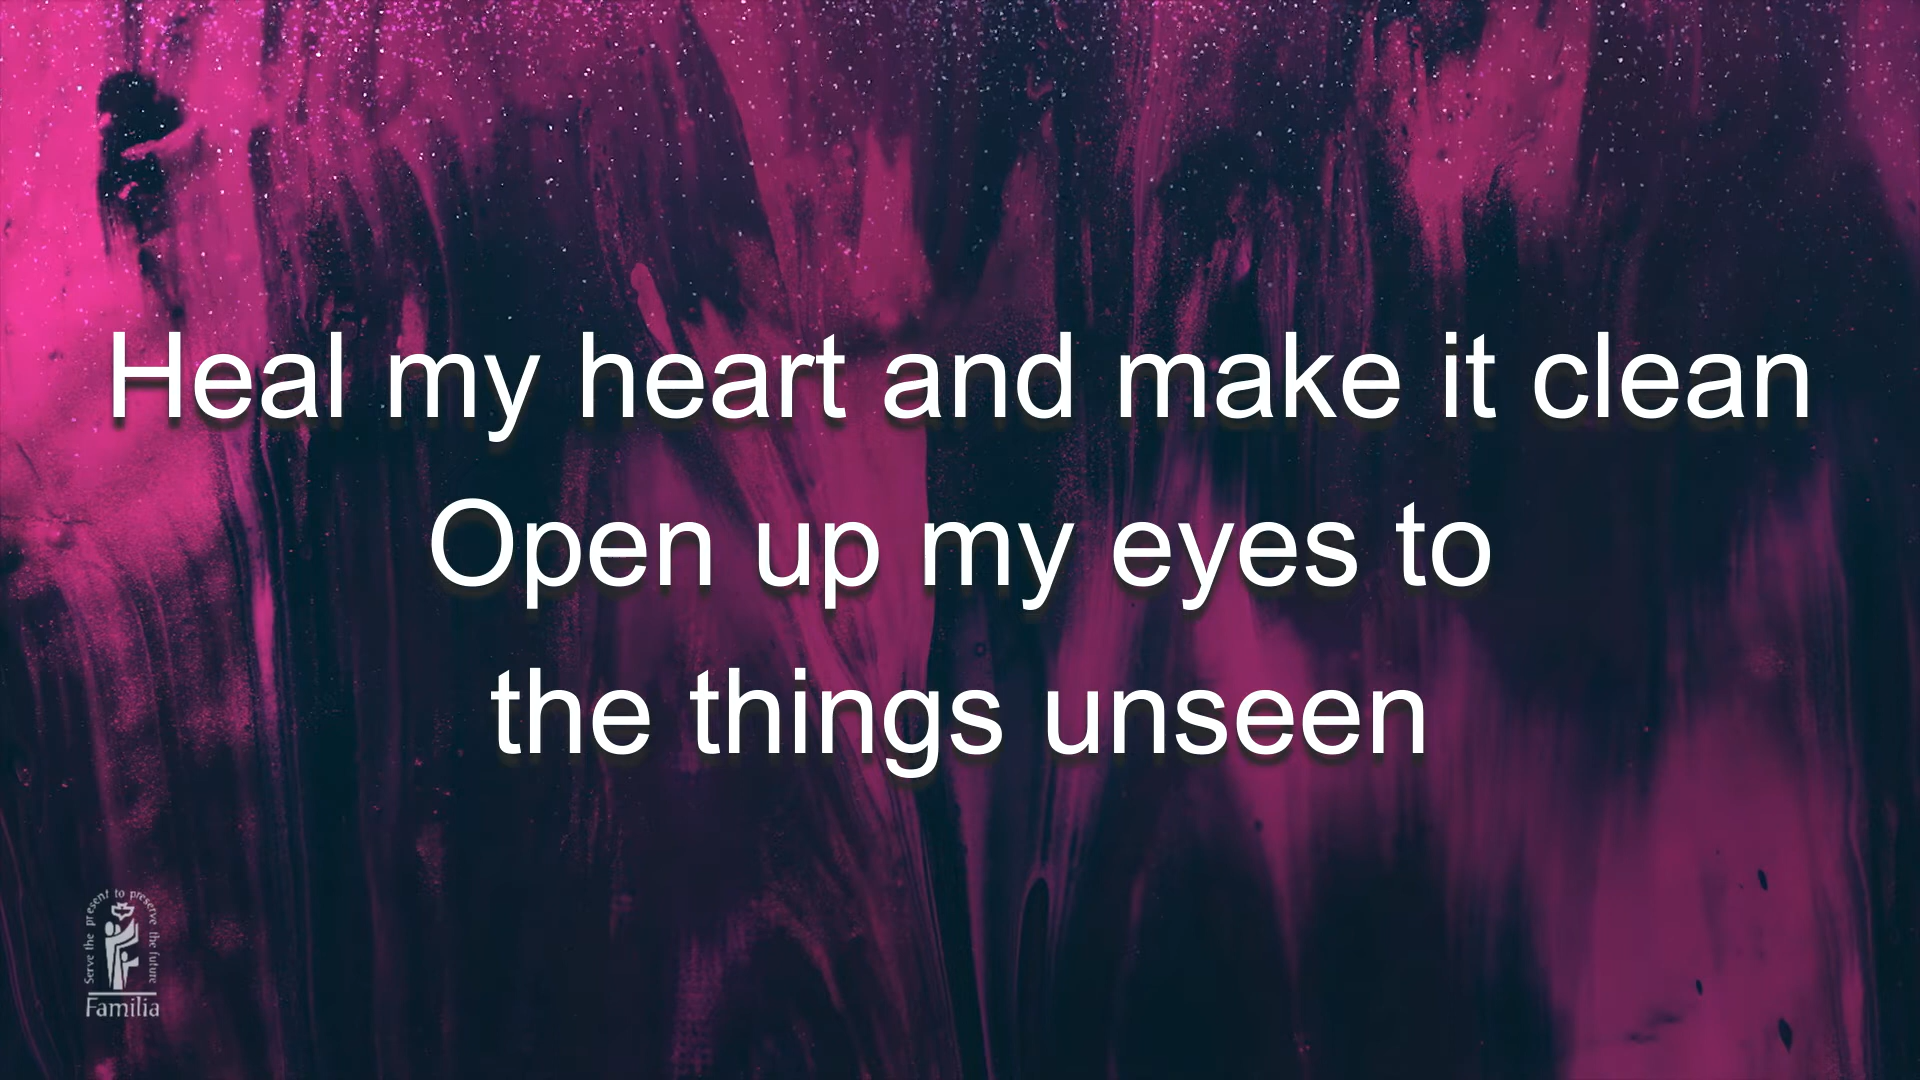 Heal my heart and make it clean
Open up my eyes to
the things unseen
Serve the present to preserve the future
Familia